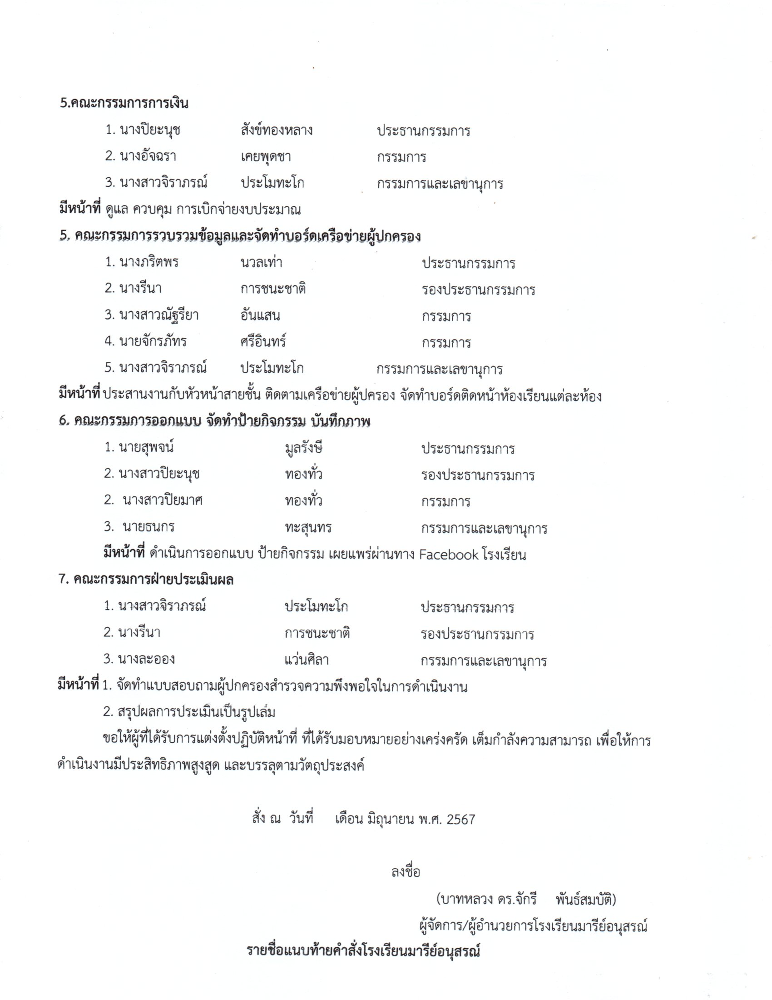 5.คณะกรรมการการเงิน
1. นางปิยะนุช สังข์ทองหลาง ประธานกรรมการ
2. นางอัจฉรา เคยพุดชา กรรมการ
3. นางสาวจิราภรณ์ ประโมทะโก กรรมการและเลขานุการ
มีหน้าที่ ดูแล ควบคุม การเบิกจ่ายงบประมาณ
5. คณะกรรมการรวบรวมข้อมูลและจัดทำบอร์ดเครือข่ายผู้ปกครอง
1. นางภริตพร นวลเท่า ประธานกรรมการ
2. นางรีนา การชนะชาติ รองประธานกรรมการ
3. นางสาวณัฐรียา อันแสน กรรมการ
4. นายจักรภัทร ศรีอินทร์ กรรมการ
5. นางสาวจิราภรณ์ ประโมทะโก กรรมการและเลขานุการ
มีหน้าที่ ประสานงานกับหัวหน้าสายชั้น ติดตามเครือข่ายผู้ปครอง จัดทำบอร์ดติดหน้าห้องเรียนแต่ละห้อง
6. คณะกรรมการออกแบบ จัดทำป้ายกิจกรรม บันทึกภาพ
1. นายสุพจน์ มูลรังษี ประธานกรรมการ
2. นางสาวปิยะนุช ทองทั่ว รองประธานกรรมการ
2. นางสาวปิยมาศ ทองทั่ว กรรมการ
3. นายธนกร ทะสุนทร กรรมการและเลขานุการ
มีหน้าที่ ดำเนินการออกแบบ ป้ายกิจกรรม เผยแพร่ผ่านทาง Facebook โรงเรียน
7. คณะกรรมการฝ่ายประเมินผล
1. นางสาวจิราภรณ์ ประโมทะโก ประธานกรรมการ
2. นางรีนา การชนะชาติ รองประธานกรรมการ
3. นางละออง แว่นศิลา กรรมการและเลขานุการ
มีหน้าที่ 1. จัดทำแบบสอบถามผู้ปกครองสำรวจความพึงพอใจในการดำเนินงาน
2. สรุปผลการประเมินเป็นรูปเล่ม
ขอให้ผู้ที่ได้รับการแต่งตั้งปฏิบัติหน้าที่ ที่ได้รับมอบหมายอย่างเคร่งครัด เต็มกำลังความสามารถ เพื่อให้การ
ดำเนินงานมีประสิทธิภาพสูงสูด และบรรลุตามวัตถุประสงค์
สั่ง ณ วันที่ เดือน มิถุนายน พ.ศ. 2567
ลงชื่อ
(บาทหลวง ดร.จักรี พันธ์สมบัติ)
ผู้จัดการ/ผู้อำนวยการโรงเรียนมารีย์อนุสรณ์
รายชื่อแนบท้ายคำสั่งโรงเรียนมารีย์อนุสรณ์